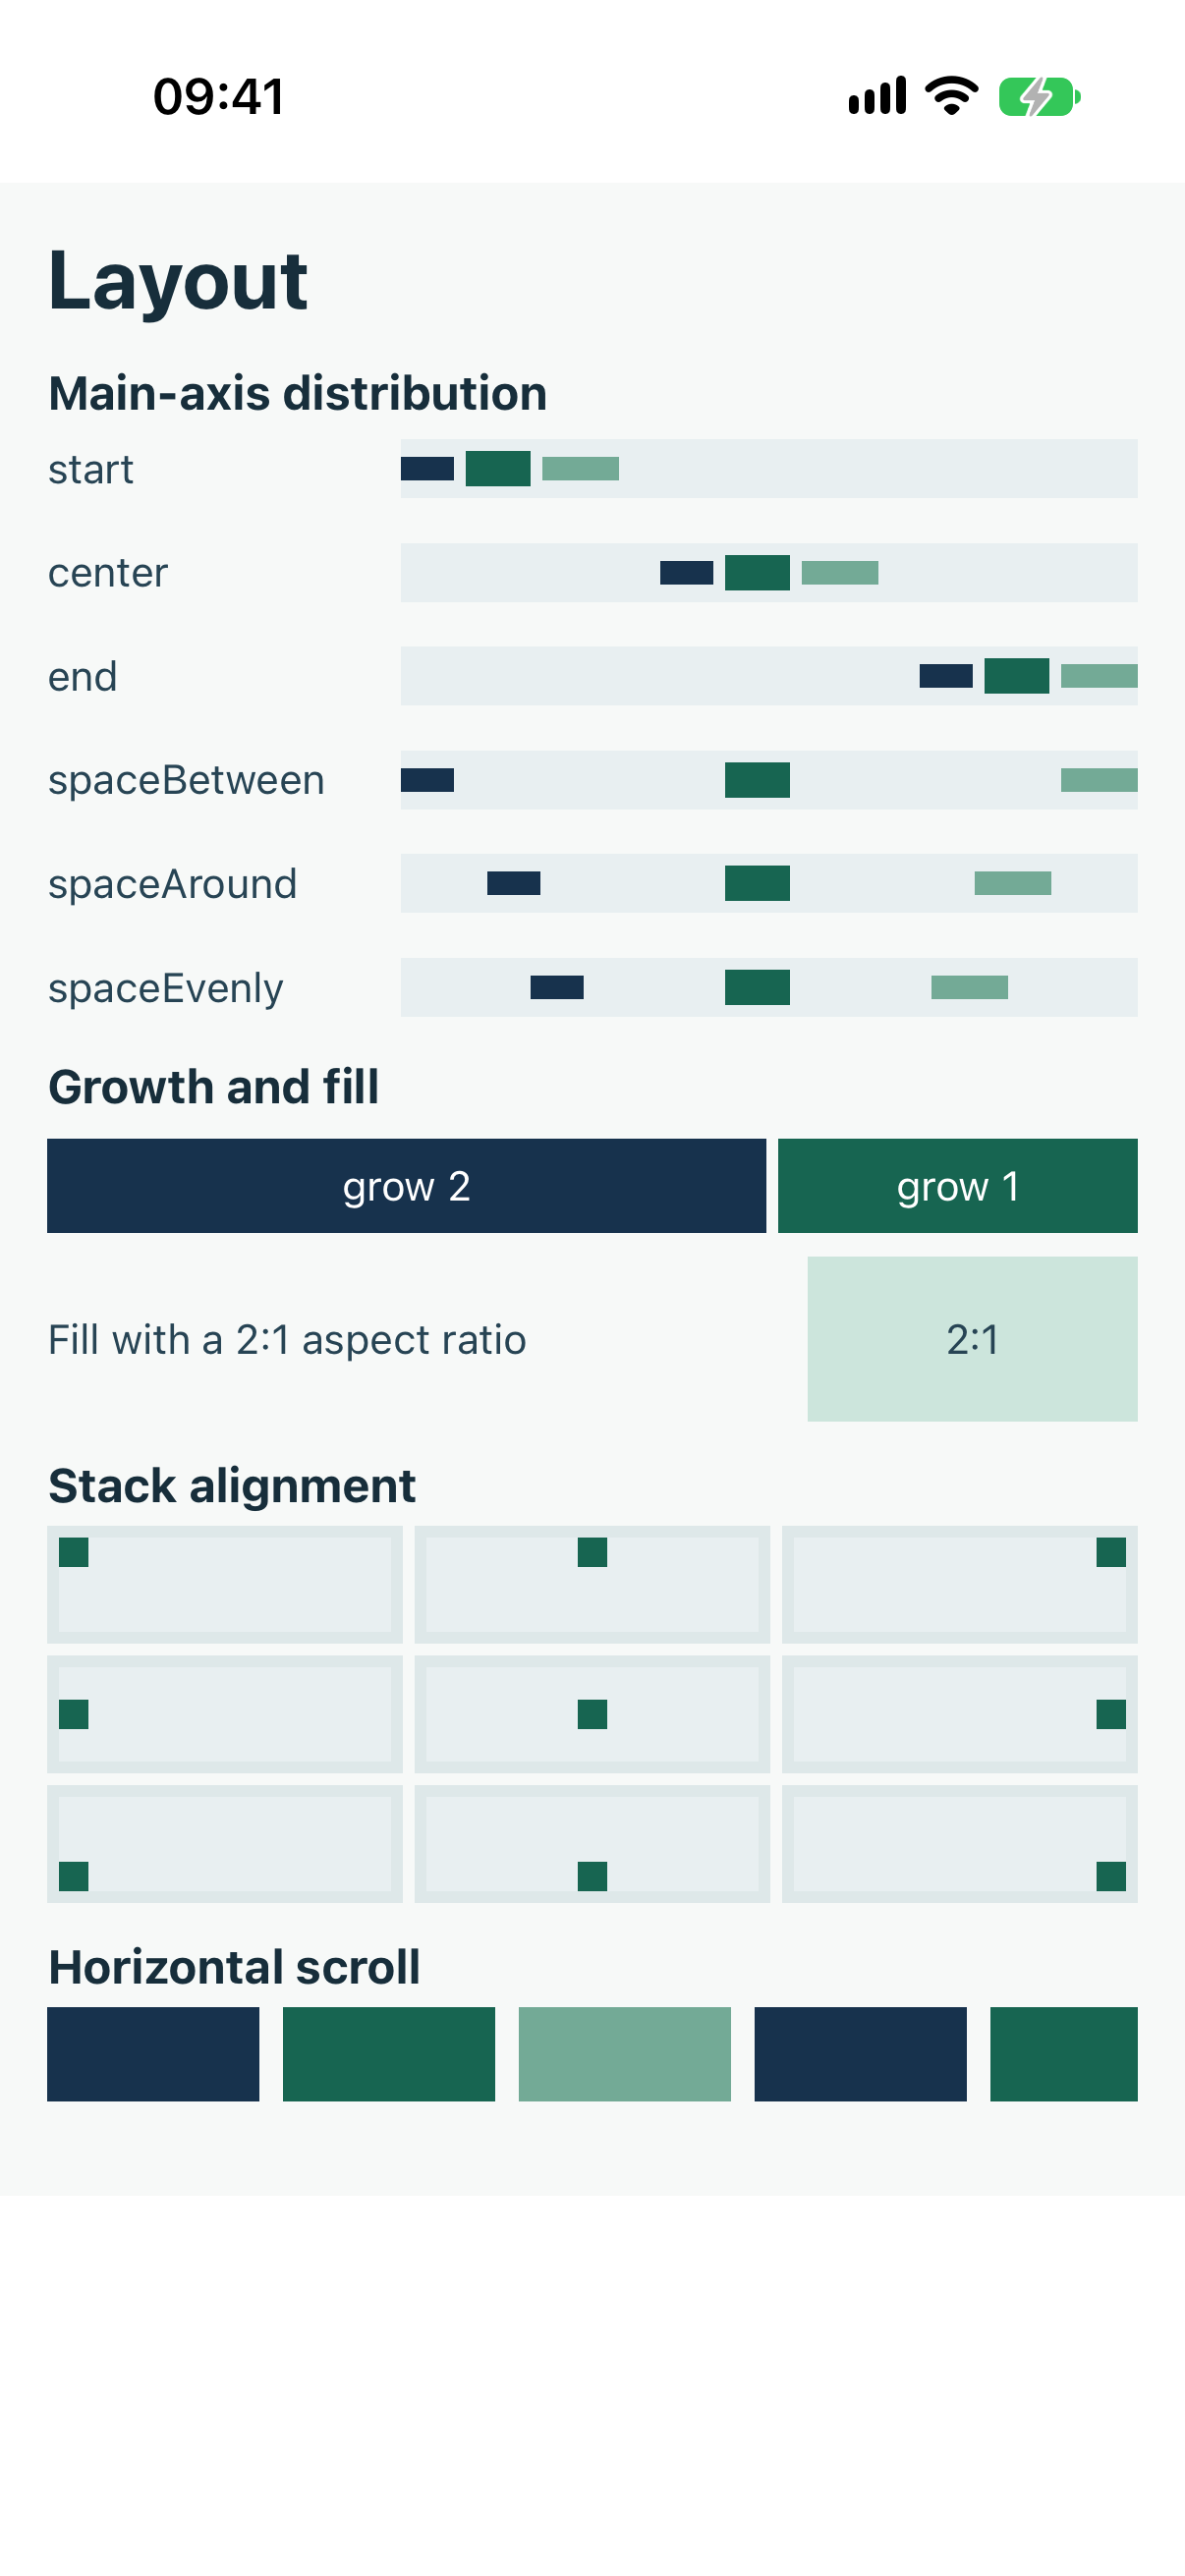 09:41
Layout
Main-axis distribution
start
center
end
spaceBetween
spaceAround
spaceEvenly
Growth and fill
grow 2
grow 1
Fill with a 2:1 aspect ratio
2:1
Stack alignment
Horizontal scroll